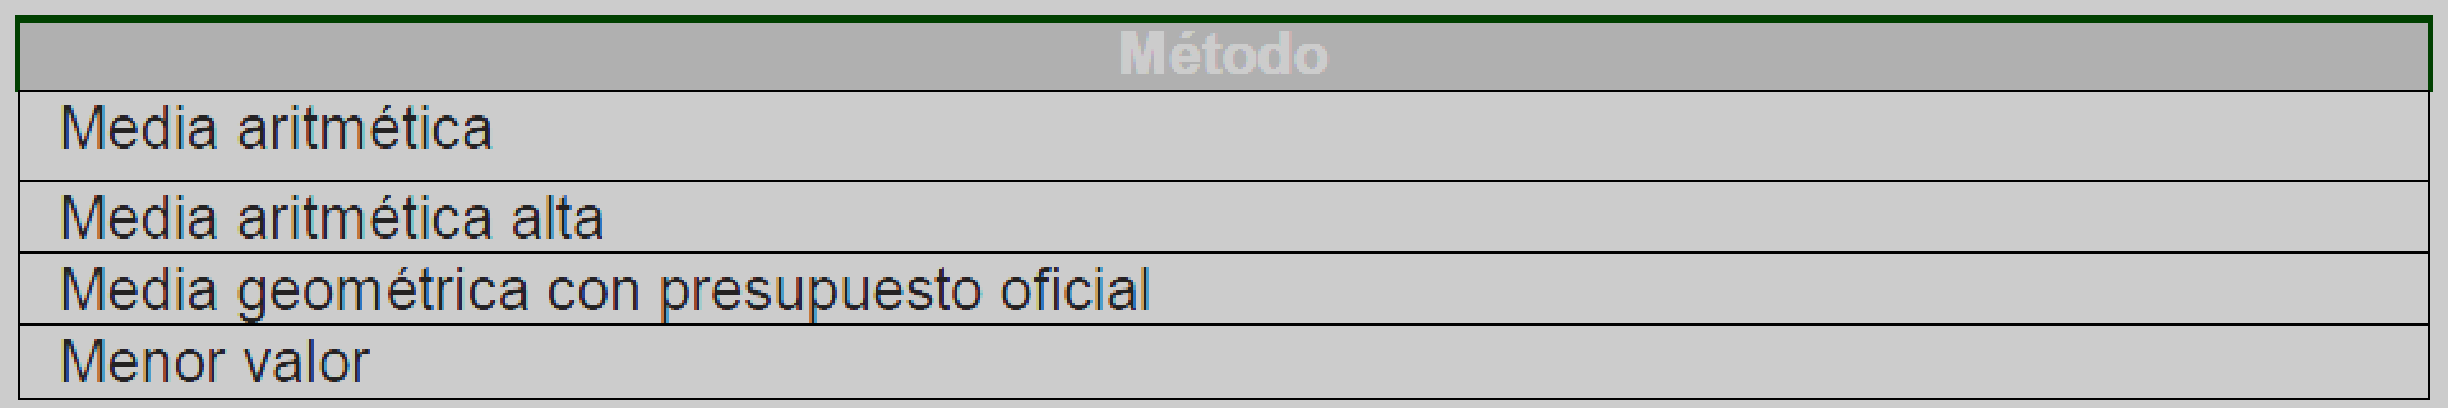 Método
Media aritmética
Media aritmética alta
Media geométrica con presupuesto oficial
Menor valor